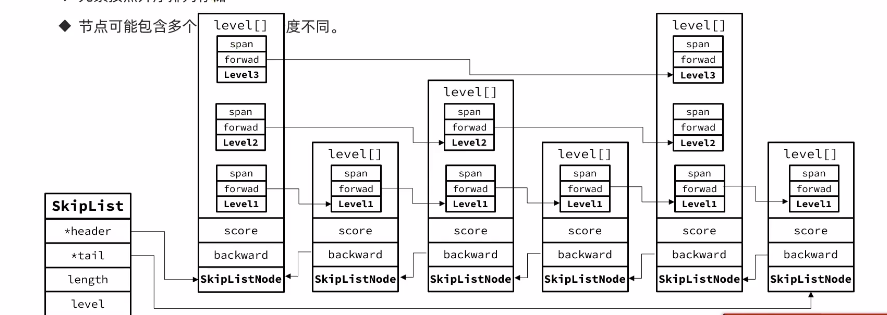 ◆ 节点可能包含多个
度不同。
level[]
span
forwad
Level3
span
forwad
Level2
span
forwad
Level1
score
backward
SkipListNode
level[]
span
forwad
Level1
score
backward
SkipListNode
level[]
span
forwad
Level2
span
forwad
Level1
score
backward
SkipListNode
level[]
span
forwad
Level1
score
backward
SkipListNode
level[]
span
forwad
Level3
span
forwad
Level2
span
forwad
Level1
score
backward
SkipListNode
level[]
span
forwad
Level1
score
backward
SkipListNode
SkipList
*header
*tail
length
level